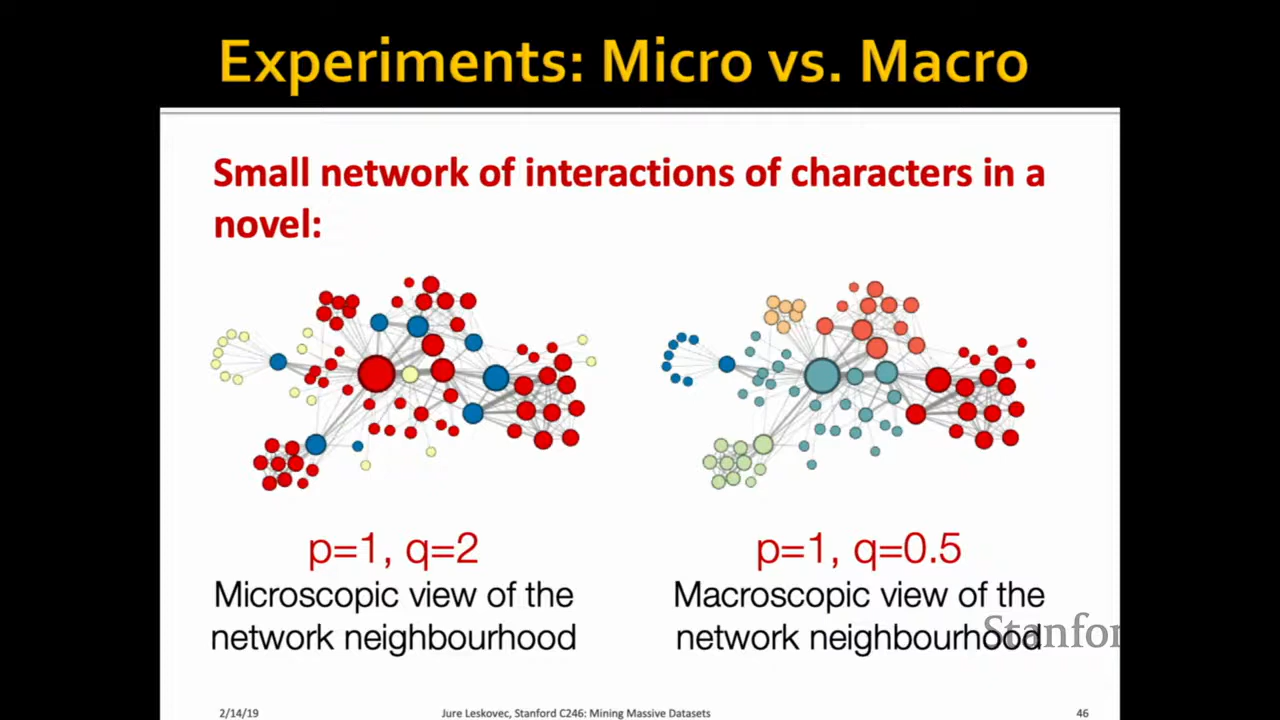 Experiments: Micro vs. Macro
Small network of interactions of characters in a
novel:
p=1, q=2
p=1, q=0.5
Microscopic view of the
network neighbourhood
Macroscopic view of the
network neighbourhood
Stanfor
2/14/19
Jure Leskovec, Stanford C246: Mining Massive Datasets
46